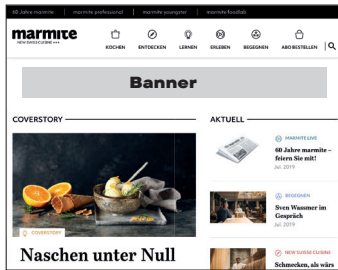 60 Jahre marmite marmite professional marmite youngster marmite foodlab
marmite
NEW SWISS CUISINE
KOCHEN ENTDECKEN LERNEN ERLEBEN BEGEGNEN ABO BESTELLEN
Banner
COVERSTORY
AKTUELL
MARMITE LIVE
60 Jahre marmite –
feiern Sie mit!
Jul. 2019
BEGEGNEN
Sven Wassmer im
Gespräch
Jul. 2019
COVERSTORY
Naschen unter Null
NEW SWISS CUISINE
Schmecken, als wärs